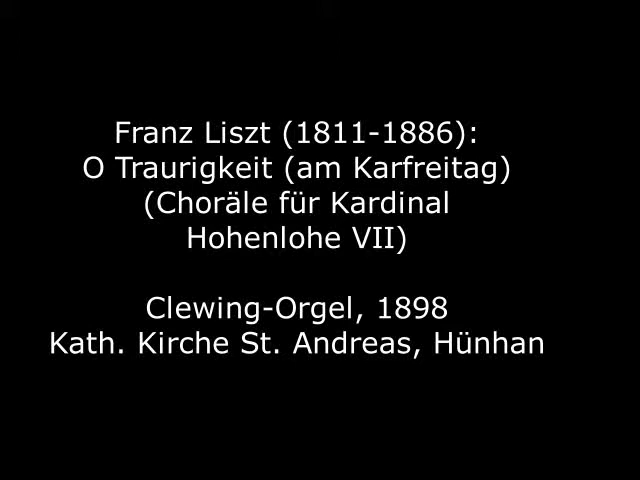 Franz Liszt (1811-1886):
O Traurigkeit (am Karfreitag)
(Choräle für Kardinal
Hohenlohe VII)
Clewing-Orgel, 1898
Kath. Kirche St. Andreas, Hünhan